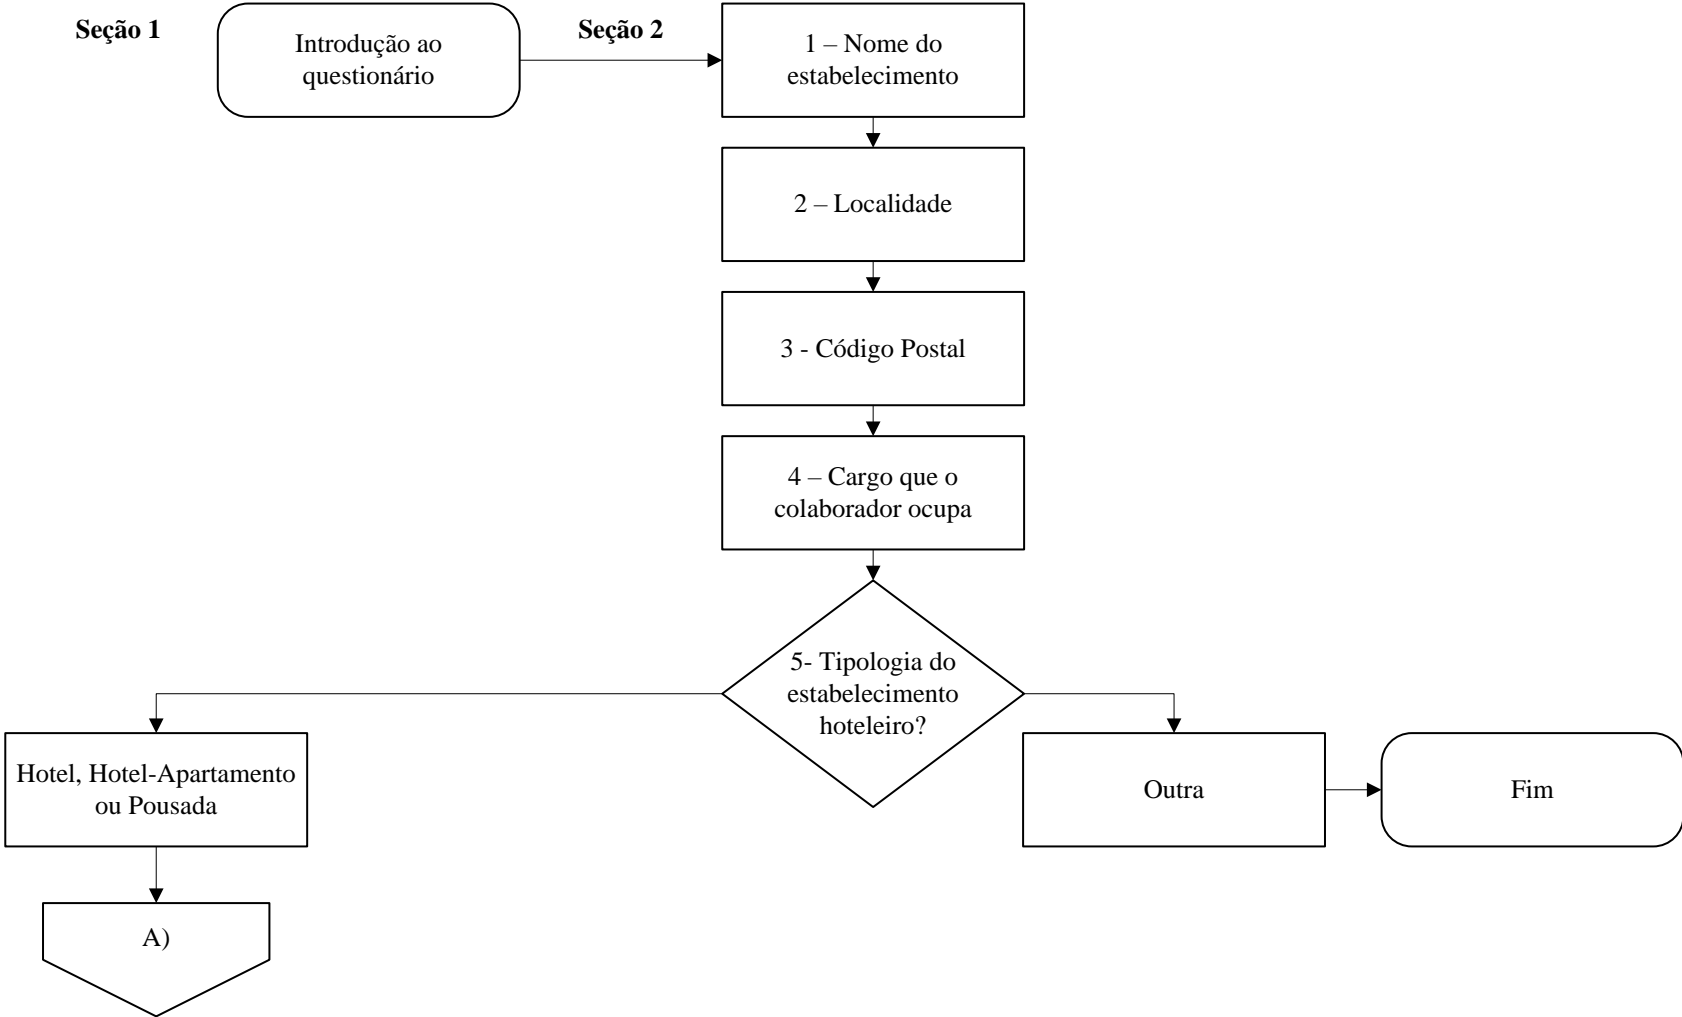 Seção 1
Introdução ao
questionário
Seção 2
1 – Nome do
estabelecimento
2 – Localidade
3 - Código Postal
4 – Cargo que o
colaborador ocupa
5- Tipologia do
estabelecimento
hoteleiro?
Hotel, Hotel-Apartamento
ou Pousada
Outra
Fim
A)